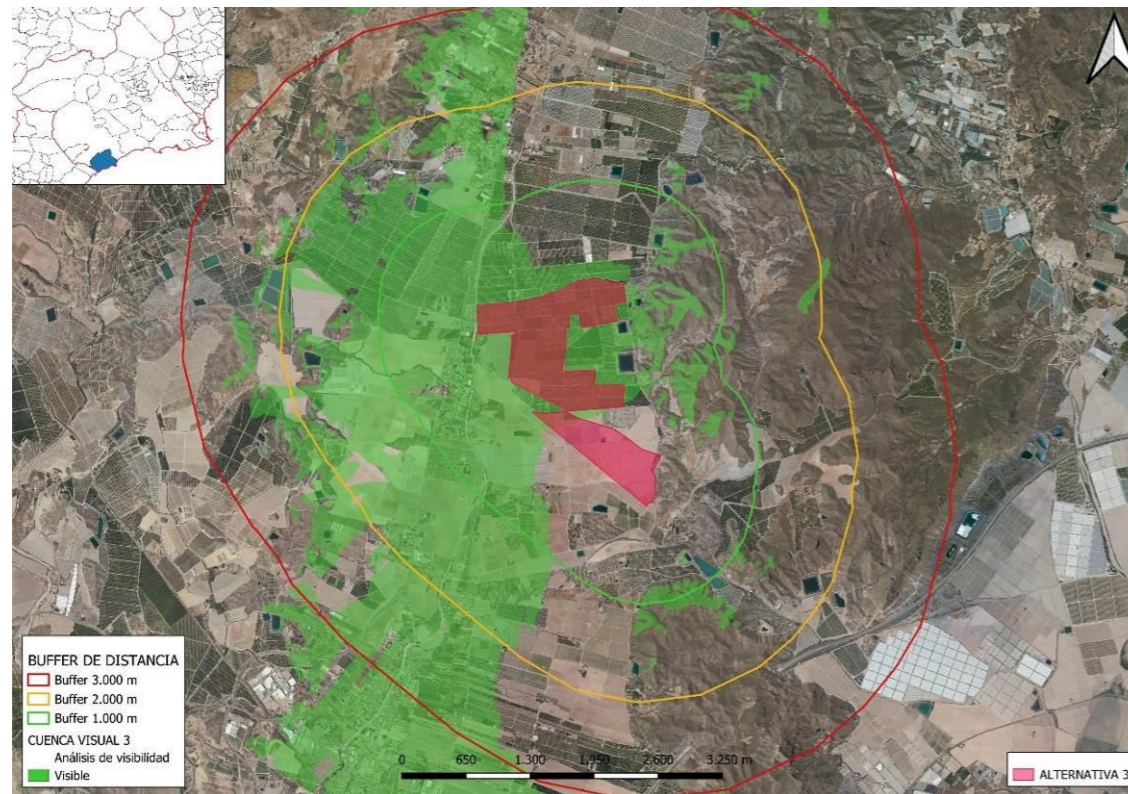 BUFFER DE DISTANCIA
Buffer 3.000 m
Buffer 2.000 m
Buffer 1.000 m
CUENCA VISUAL 3
Análisis de visibilidad
Visible
0 650 1.300 1.950 2.600 3.250 m
ALTERNATIVA 3